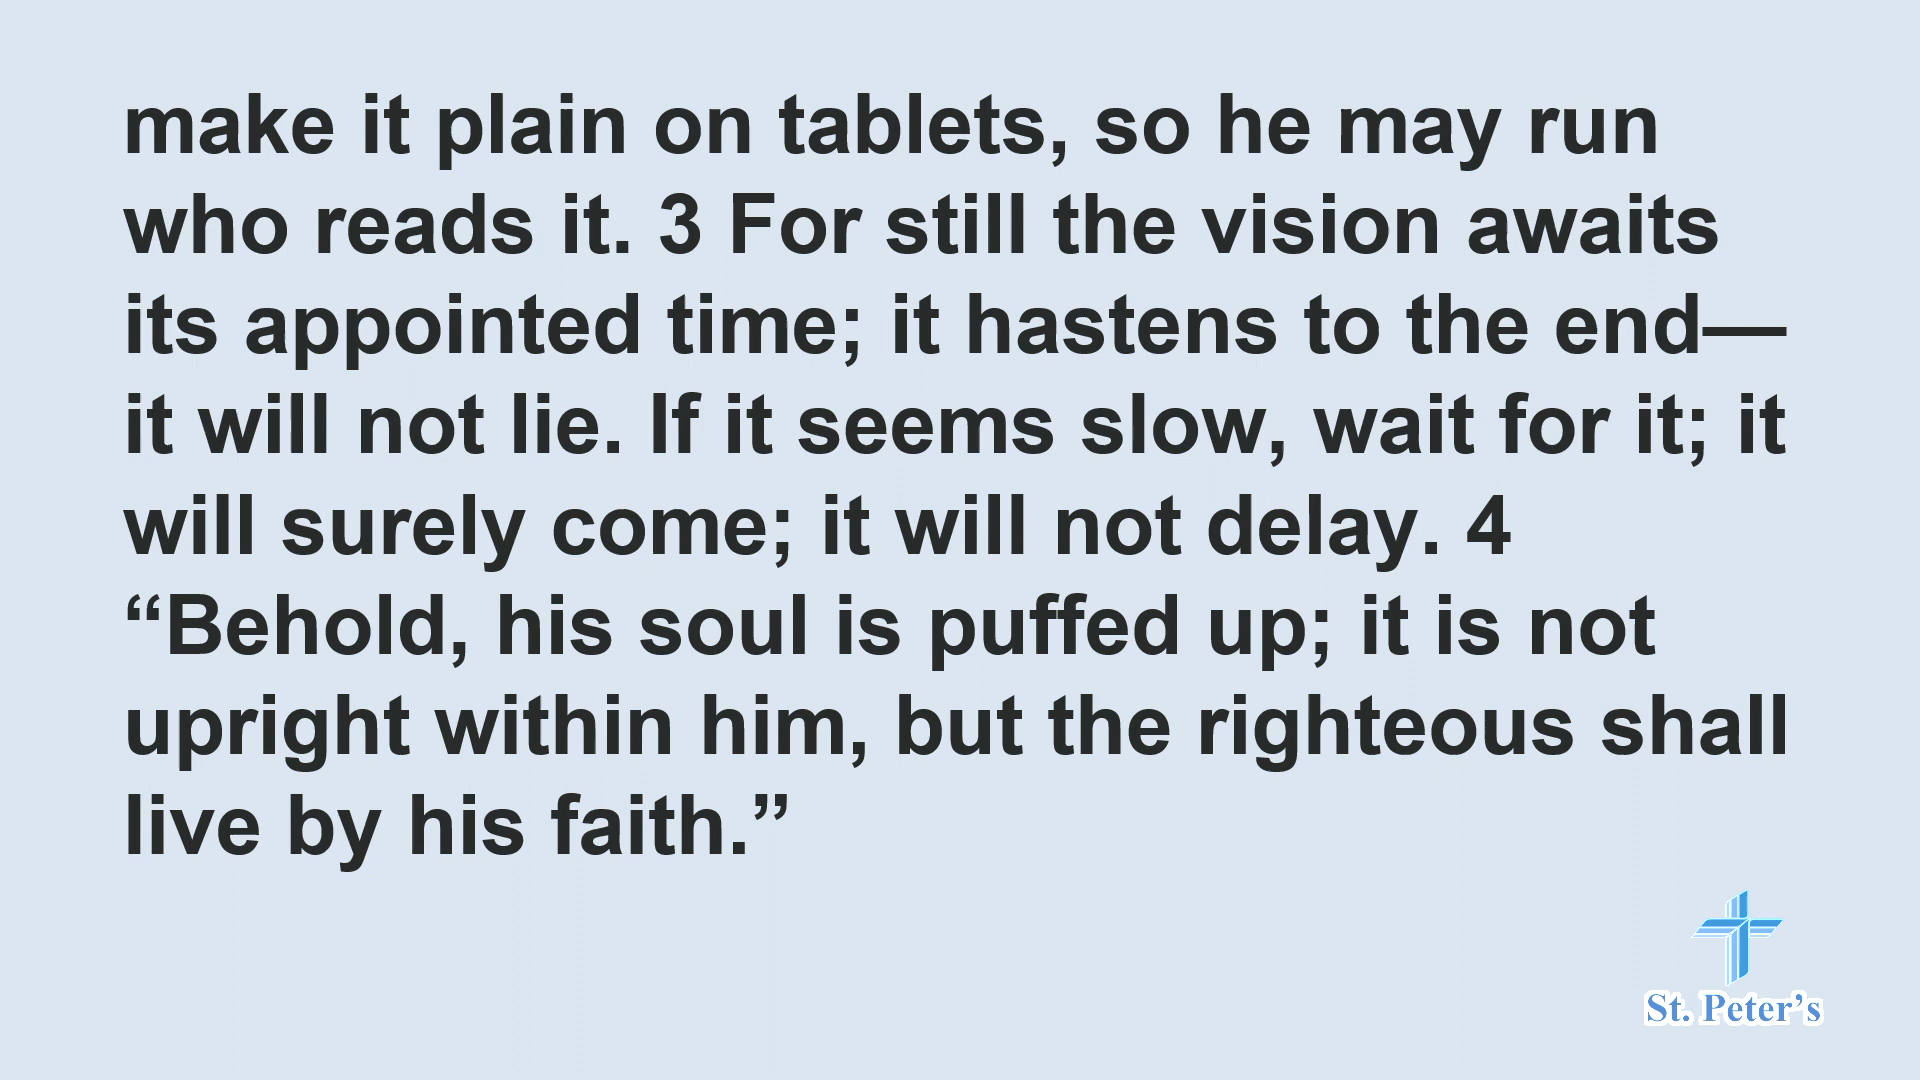 make it plain on tablets, so he may run
who reads it. 3 For still the vision awaits
its appointed time; it hastens to the end—
it will not lie. If it seems slow, wait for it; it
will surely come; it will not delay. 4
“Behold, his soul is puffed up; it is not
upright within him, but the righteous shall
live by his faith.”
St. Peter’s